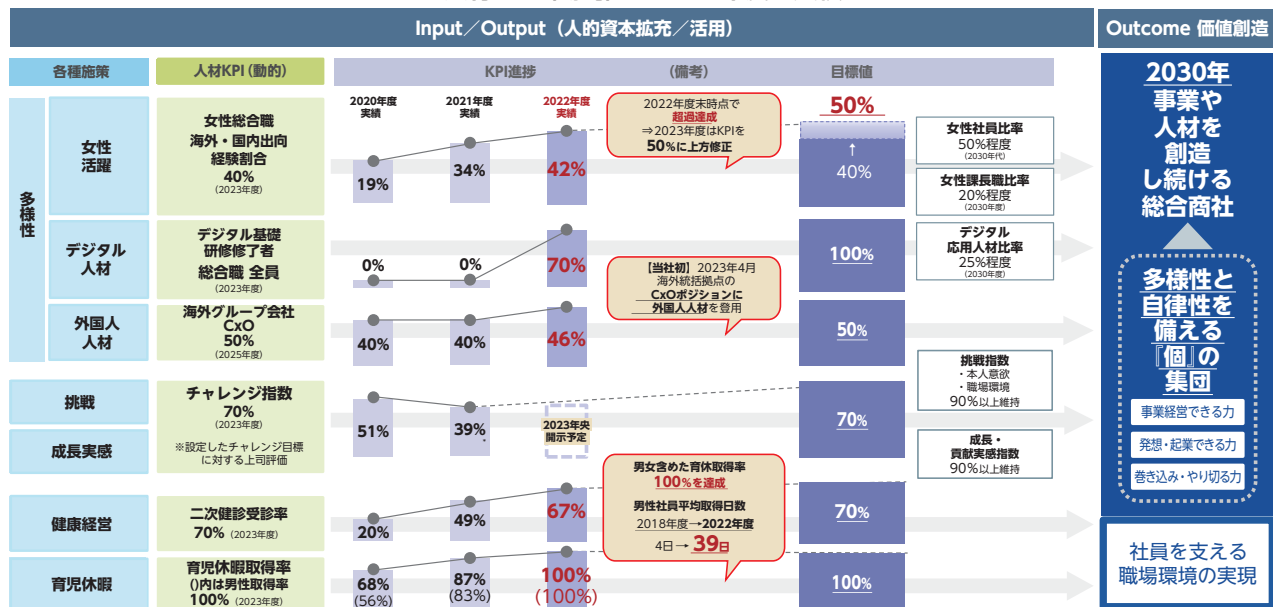 Input／Output（人的資本拡充／活用）
Outcome 価値創造
各種施策
人材KPI（動的）
KPI進捗
（備考）
目標値
2020年度
実績
2021年度
実績
2022年度
実績
多様性
女性
活躍
女性総合職
海外・国内出向
経験割合
40%
(2023年度)
19%
34%
42%
2022年度末時点で
超過達成
⇒2023年度はKPIを
50%に上方修正
50%
↑
40%
女性社員比率
50%程度
(2030年代)
女性課長職比率
20%程度
(2030年度)
デジタル
人材
デジタル基礎
研修修了者
総合職 全員
(2023年度)
0%
0%
70%
100%
デジタル
応用人材比率
25%程度
(2030年度)
外国人
人材
海外グループ会社
CxO
50%
(2025年度)
40%
40%
46%
【当社初】2023年4月
海外統括拠点の
CxOポジションに
外国人人材を登用
50%
挑戦
成長実感
チャレンジ指数
70%
(2023年度)
※設定したチャレンジ目標
に対する上司評価
51%
39%
2023年央
開示予定
70%
挑戦指数
・本人意欲
・職場環境
90%以上維持
成長・
貢献実感指数
90%以上維持
健康経営
二次健診受診率
70% (2023年度)
20%
49%
67%
男女含めた育休取得率
100%を達成
男性社員平均取得日数
2018年度→2022年度
4日→39日
70%
育児休暇
育児休暇取得率
()内は男性取得率
100% (2023年度)
68%
(56%)
87%
(83%)
100%
(100%)
100%
2030年
事業や
人材を
創造
し続ける
総合商社
多様性と
自律性を
備える
『個』の
集団
事業経営できる力
発想・起業できる力
巻き込み・やり切る力
社員を支える
職場環境の実現